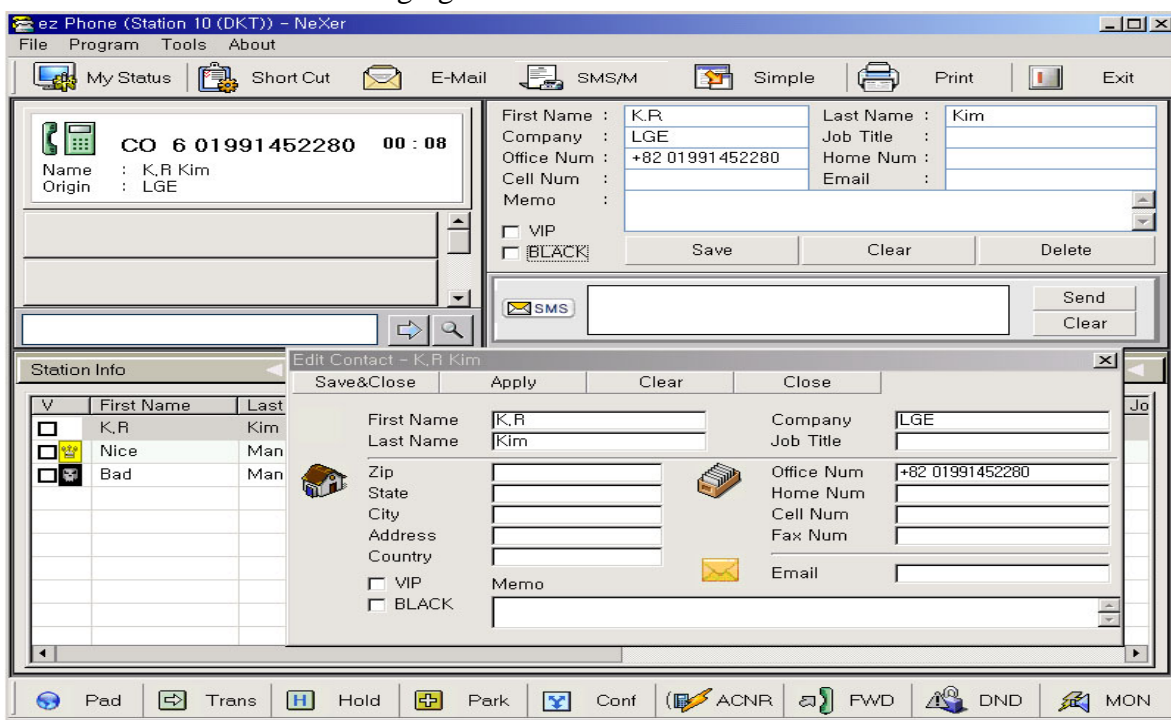 ez Phone (Station 10 (DKT)) - NeXer
File Program Tools About
My Status Short Cut E-Mail SMS/M Simple Print Exit
CO 6 01991452280 00 : 08
Name : K,R Kim
Origin : LGE
First Name : K.R Last Name : Kim
Company : LGE Job Title :
Office Num : +82 01991452280 Home Num :
Cell Num : Email :
Memo :
VIP
BLACK Save Clear Delete
SMS Send
Clear
Station Info
Edit Contact - K,R Kim
Save&Close Apply Clear Close
V First Name Last Jo
K,R Kim
Nice Man
Bad Man
First Name K,R Company LGE
Last Name Kim Job Title
Zip Office Num +82 01991452280
State Home Num
City Cell Num
Address Fax Num
Country
Email
VIP Memo
BLACK
Pad Trans H Hold Park Conf ACNR FWD DND MON